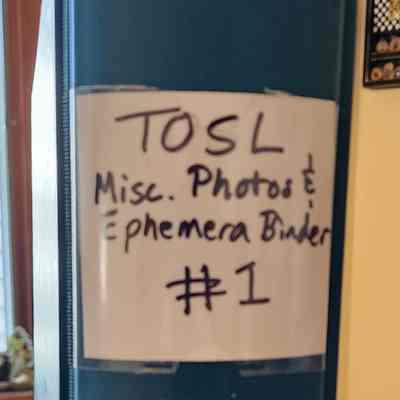 TOSL
Misc. Photos &
Ephemera Binder
#1